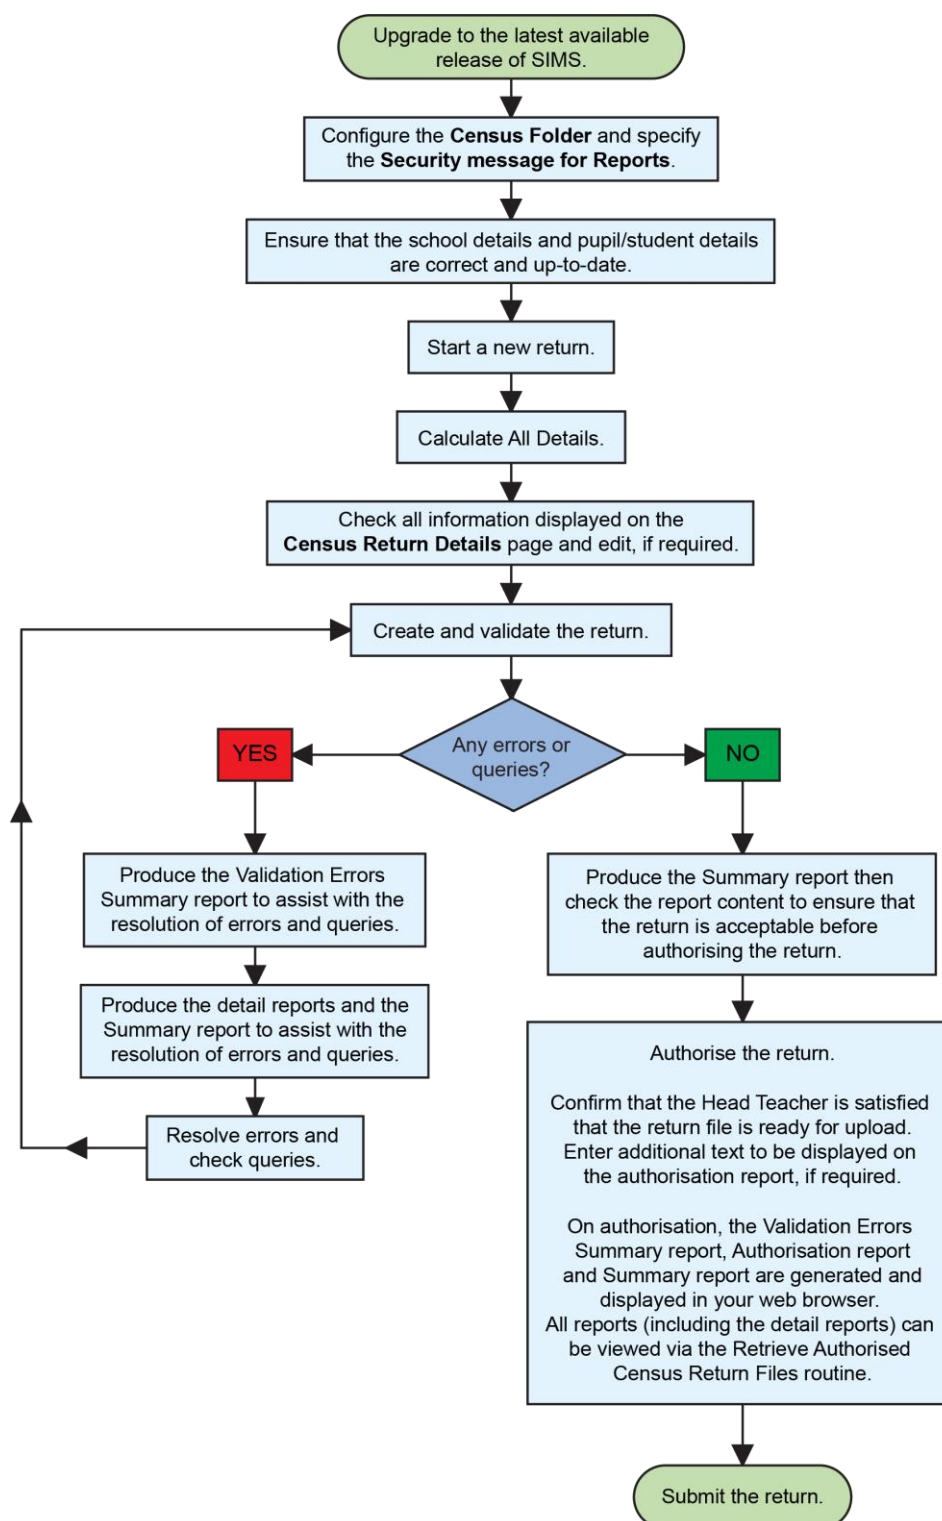 Upgrade to the latest available
release of SIMS.
Configure the Census Folder and specify
the Security message for Reports.
Ensure that the school details and pupil/student details
are correct and up-to-date.
Start a new return.
Calculate All Details.
Check all information displayed on the
Census Return Details page and edit, if required.
Create and validate the return.
Any errors or
queries?
YES
NO
Produce the Validation Errors
Summary report to assist with the
resolution of errors and queries.
Produce the detail reports and the
Summary report to assist with the
resolution of errors and queries.
Resolve errors and
check queries.
Produce the Summary report then
check the report content to ensure that
the return is acceptable before
authorising the return.
Authorise the return.
Confirm that the Head Teacher is satisfied
that the return file is ready for upload.
Enter additional text to be displayed on
the authorisation report, if required.
On authorisation, the Validation Errors
Summary report, Authorisation report
and Summary report are generated and
displayed in your web browser.
All reports (including the detail reports) can
be viewed via the Retrieve Authorised
Census Return Files routine.
Submit the return.